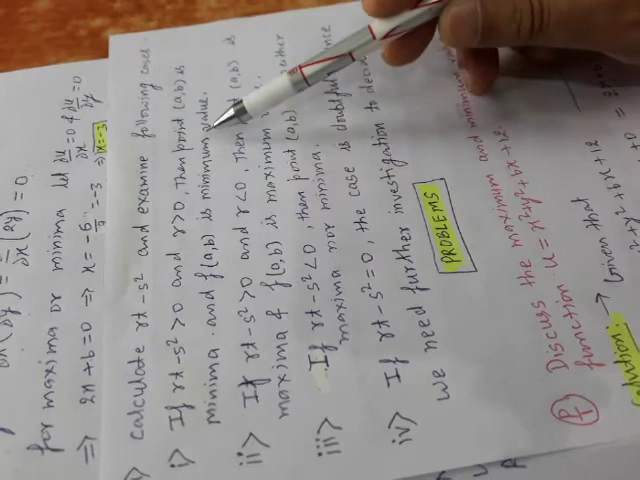 ∂x (∂y) = ∂/∂x (2y) = 0
for maxima or minima let ∂u/∂x = 0 & ∂u/∂y = 0
=> 2x + 6 = 0 => x = -6/2 = -3 => x = -3
calculate rt - s² and examine following cases.
i> If rt - s² > 0 and r > 0, Then point (a,b) is
minima and f(a,b) is minimum value.
ii> If rt - s² > 0 and r < 0, Then (a,b) is
maxima & f(a,b) is maximum
iii> If rt - s² < 0, then point (a,b)
maxima nor minima.
iv> If rt - s² = 0, the case is doubtful
we need further investigation to
PROBLEMS
① Discuss the maximum and minimum
function u = x² + y² + 6x + 12.
Solution: → Given that